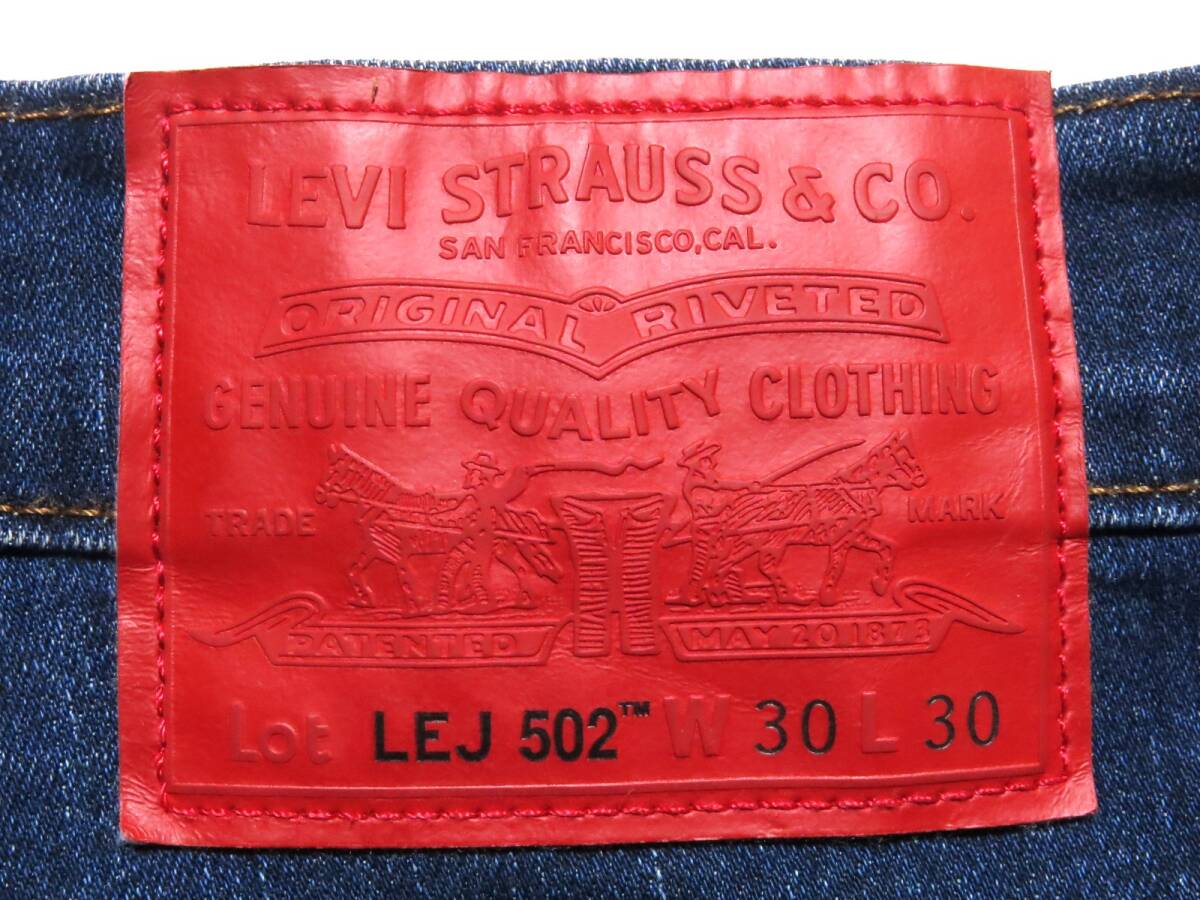 LEVI STRAUSS & CO.
SAN FRANCISCO, CAL.
ORIGINAL RIVETED
GENUINE QUALITY CLOTHING
TRADE MARK
PATENTED MAY 20 1873
Lot LEJ 502™ W 30 L 30